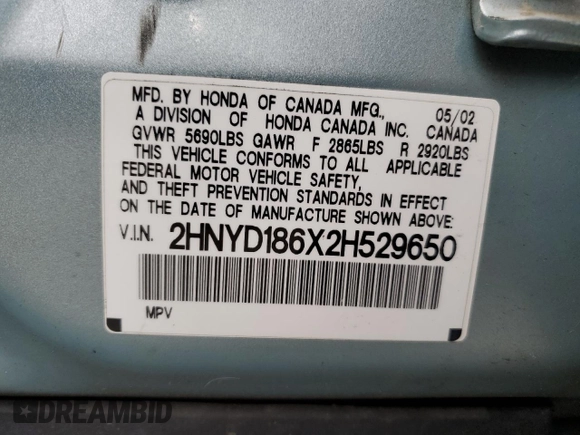 MFD. BY HONDA OF CANADA MFG., 05/02
A DIVISION OF HONDA CANADA INC. CANADA
GVWR 5690LBS GAWR F 2865LBS R 2920LBS
THIS VEHICLE CONFORMS TO ALL APPLICABLE
FEDERAL MOTOR VEHICLE SAFETY,
AND THEFT PREVENTION STANDARDS IN EFFECT
ON THE DATE OF MANUFACTURE SHOWN ABOVE.
V.I.N. 2HNYD186X2H529650
MPV
DREAMBID